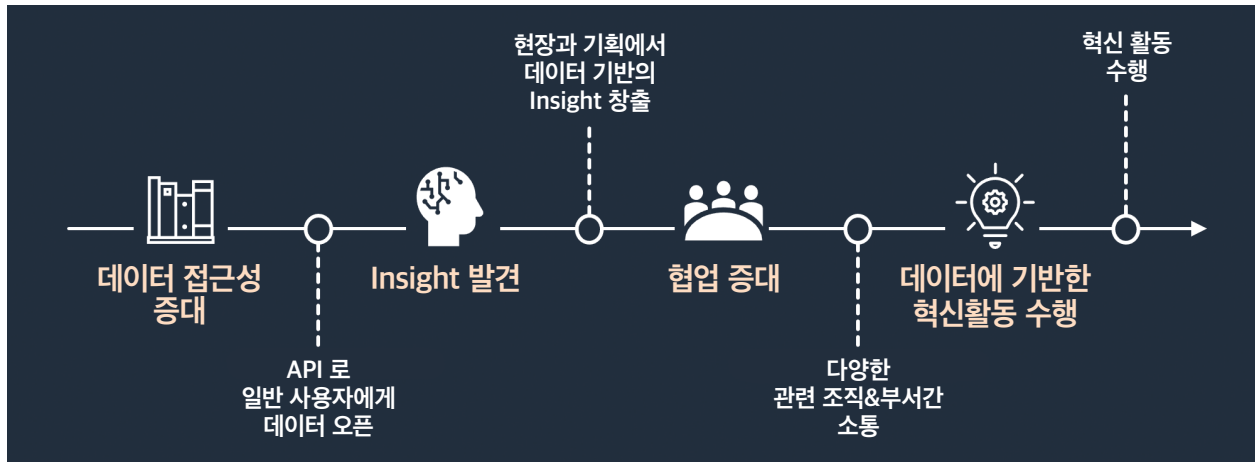 현장과 기획에서
데이터 기반의
Insight 창출
혁신 활동
수행
데이터 접근성
증대
Insight 발견
협업 증대
데이터에 기반한
혁신활동 수행
API 로
일반 사용자에게
데이터 오픈
다양한
관련 조직&부서간
소통